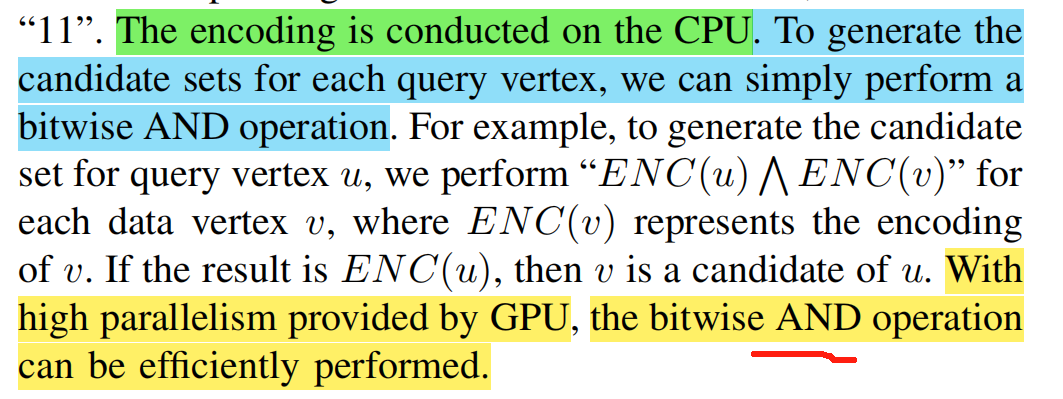 “11”. The encoding is conducted on the CPU. To generate the
candidate sets for each query vertex, we can simply perform a
bitwise AND operation. For example, to generate the candidate
set for query vertex u, we perform “ENC(u) ⋀ ENC(v)” for
each data vertex v, where ENC(v) represents the encoding
of v. If the result is ENC(u), then v is a candidate of u. With
high parallelism provided by GPU, the bitwise AND operation
can be efficiently performed.